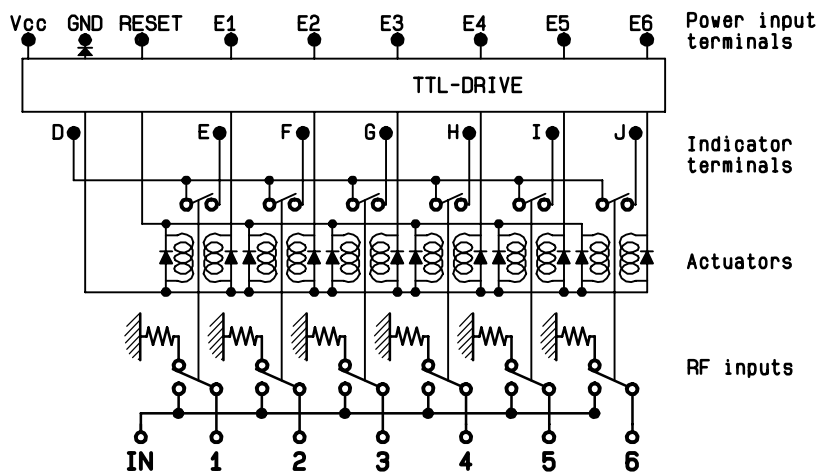 Vcc GND RESET E1 E2 E3 E4 E5 E6 Power input
terminals
TTL-DRIVE
D E F G H I J Indicator
terminals
Actuators
RF inputs
IN 1 2 3 4 5 6